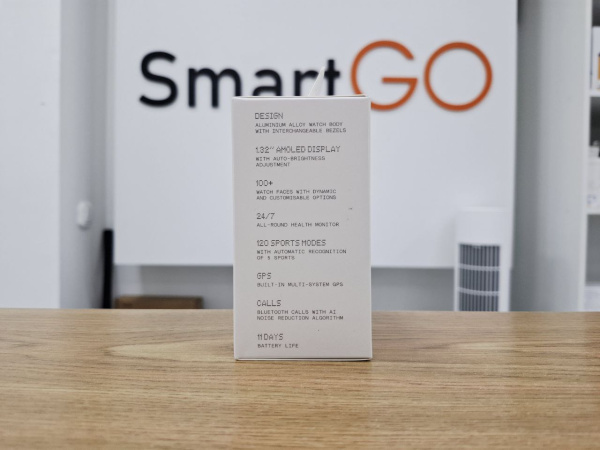 SmartGO
DESIGN
ALUMINIUM ALLOY WATCH BODY
WITH INTERCHANGEABLE BEZELS
1.32″ AMOLED DISPLAY
WITH AUTO-BRIGHTNESS
ADJUSTMENT
100+
WATCH FACES WITH DYNAMIC
AND CUSTOMISABLE OPTIONS
24/7
ALL-ROUND HEALTH MONITOR
120 SPORTS MODES
WITH AUTOMATIC RECOGNITION
OF 5 SPORTS
GPS
BUILT-IN MULTI-SYSTEM GPS
CALLS
BLUETOOTH CALLS WITH AI
NOISE REDUCTION ALGORITHM
11 DAYS
BATTERY LIFE